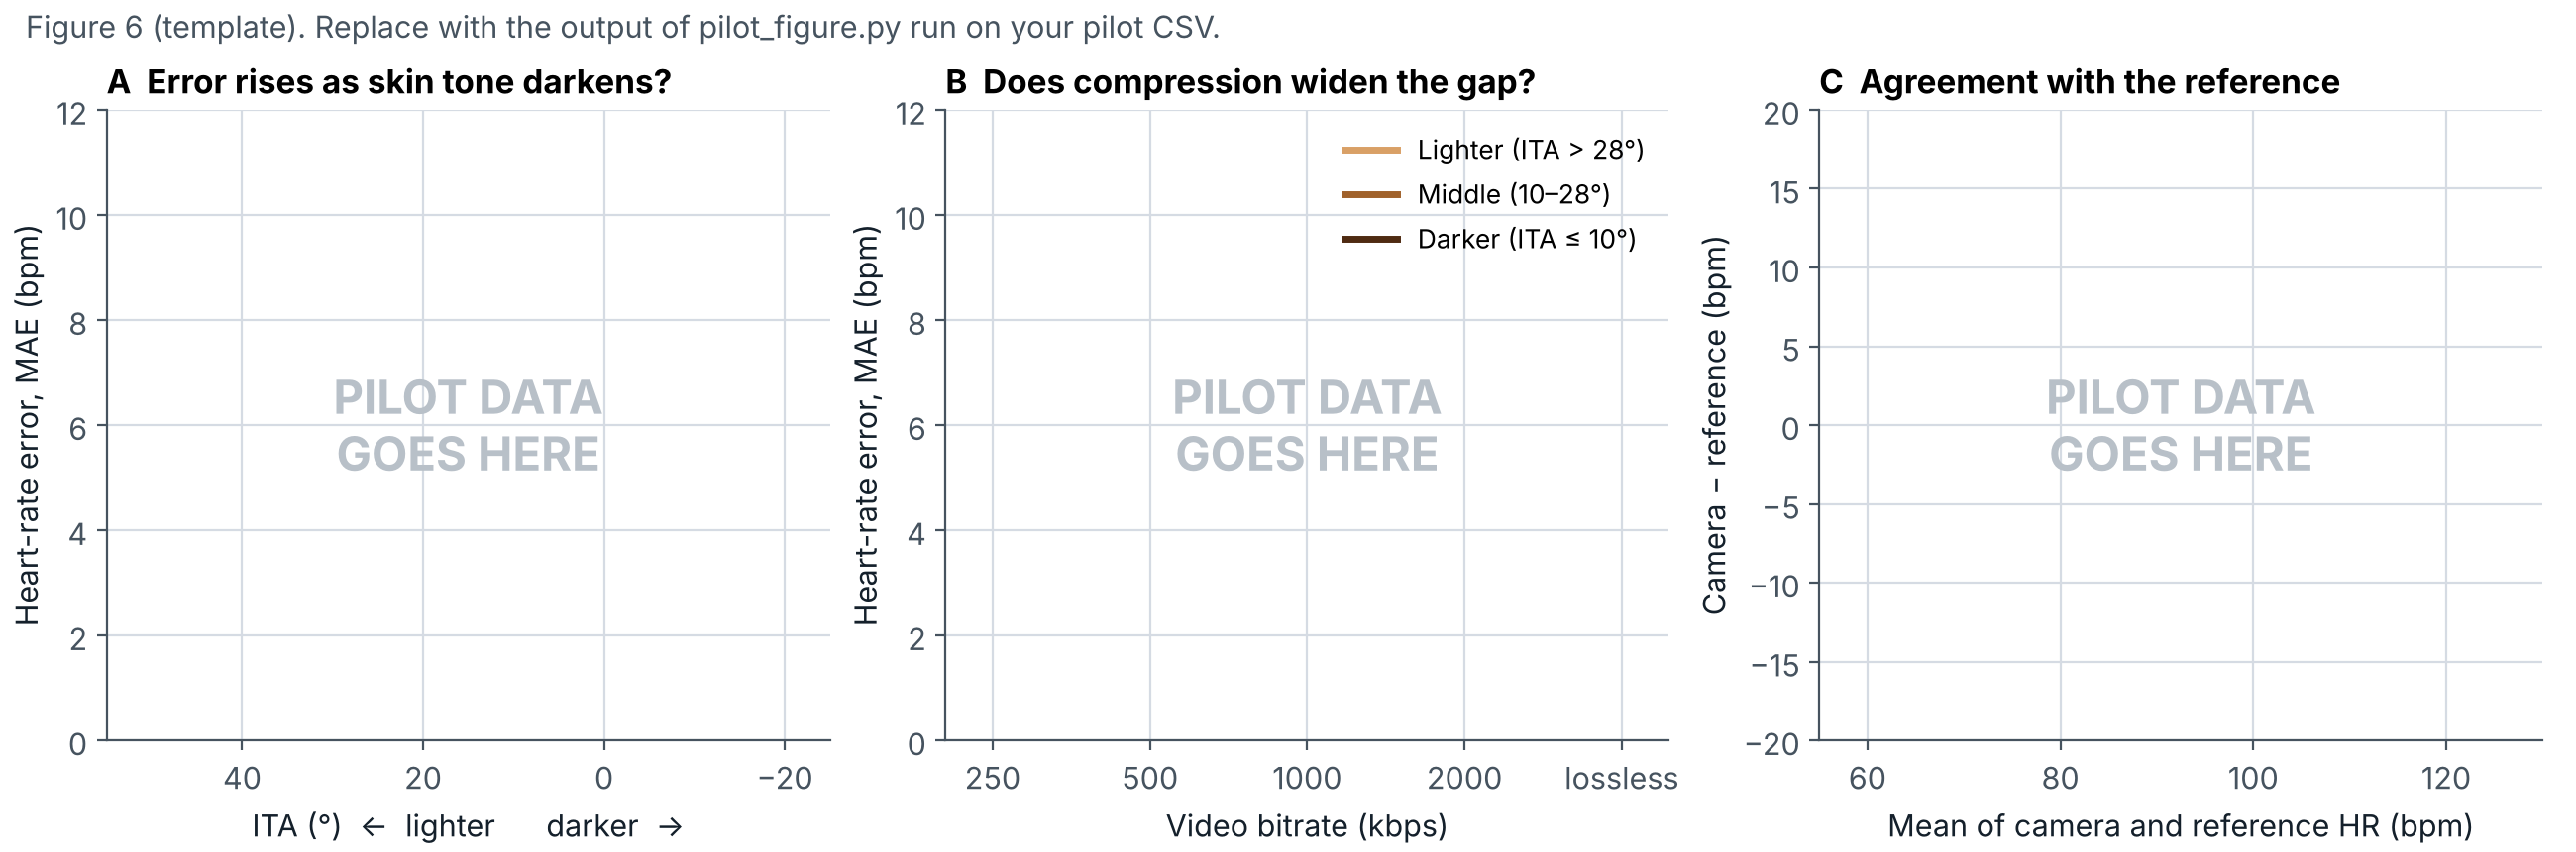 Figure 6 (template). Replace with the output of pilot_figure.py run on your pilot CSV.
A Error rises as skin tone darkens?
12
10
8
6
4
2
0
Heart-rate error, MAE (bpm)
PILOT DATA
GOES HERE
40 20 0 −20
ITA (°) ← lighter darker →
B Does compression widen the gap?
12
10
8
6
4
2
0
Heart-rate error, MAE (bpm)
Lighter (ITA > 28°)
Middle (10–28°)
Darker (ITA ≤ 10°)
PILOT DATA
GOES HERE
250 500 1000 2000 lossless
Video bitrate (kbps)
C Agreement with the reference
20
15
10
5
0
−5
−10
−15
−20
Camera − reference (bpm)
PILOT DATA
GOES HERE
60 80 100 120
Mean of camera and reference HR (bpm)